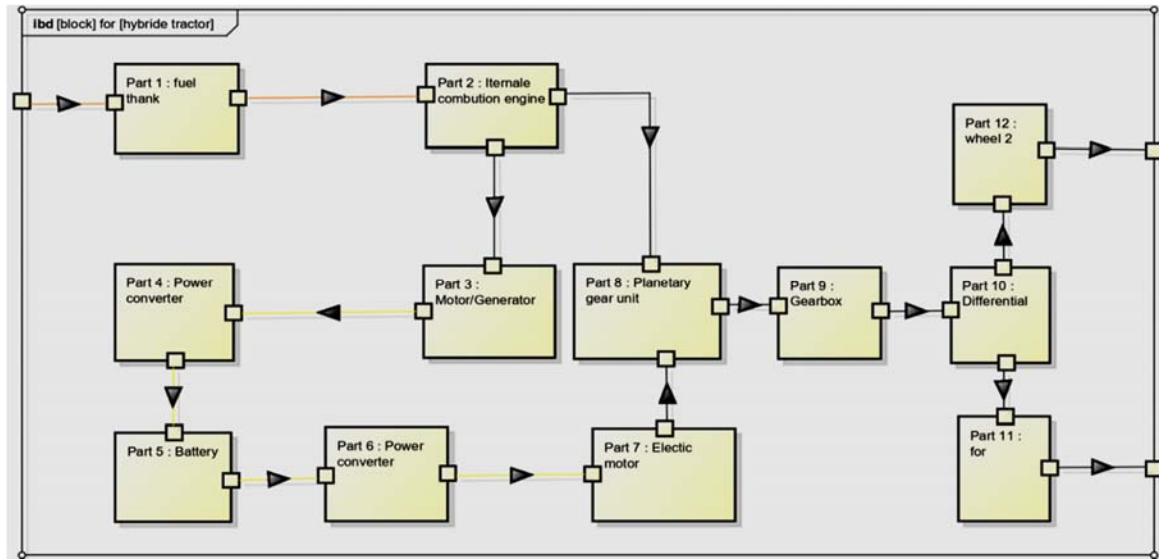 ibd [block] for [hybride tractor]
Part 1 : fuel
thank
Part 2 : Iternale
combution engine
Part 12 :
wheel 2
Part 4 : Power
converter
Part 3 :
Motor/Generator
Part 8 : Planetary
gear unit
Part 9 :
Gearbox
Part 10 :
Differential
Part 5 : Battery
Part 6 : Power
converter
Part 7 : Electic
motor
Part 11 :
for